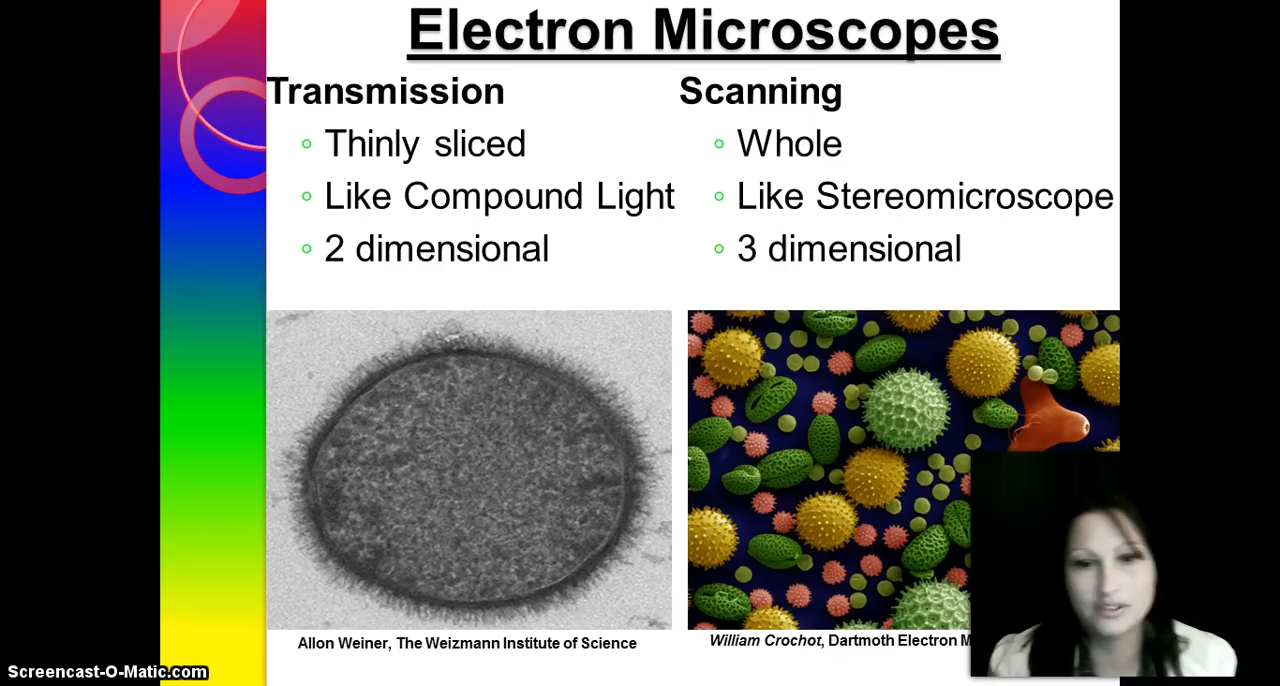 Electron Microscopes
Transmission
Thinly sliced
Like Compound Light
2 dimensional
Scanning
Whole
Like Stereomicroscope
3 dimensional
Allon Weiner, The Weizmann Institute of Science
William Crochot, Dartmoth Electron
Screencast-O-Matic.com